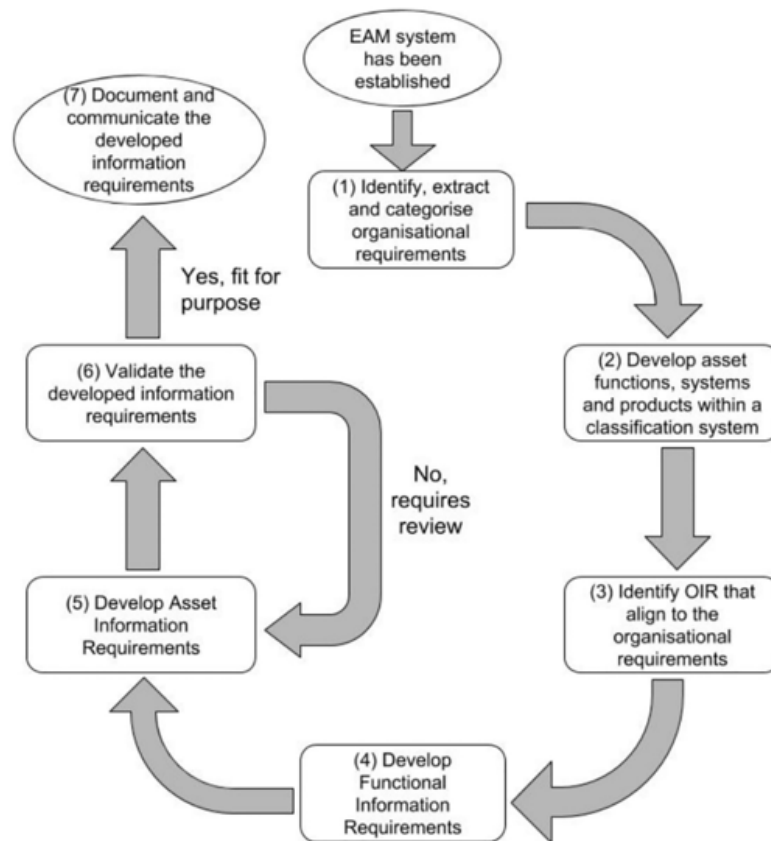 EAM system
has been
established
(1) Identify, extract
and categorise
organisational
requirements
(2) Develop asset
functions, systems
and products within a
classification system
(3) Identify OIR that
align to the
organisational
requirements
(4) Develop
Functional
Information
Requirements
(5) Develop Asset
Information
Requirements
(6) Validate the
developed information
requirements
No,
requires
review
Yes, fit for
purpose
(7) Document and
communicate the
developed
information
requirements